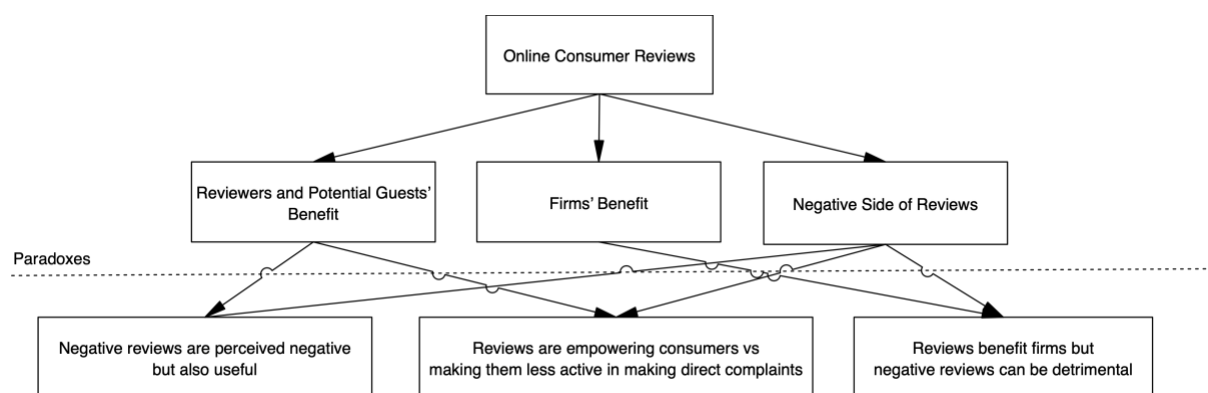 Online Consumer Reviews
Reviewers and Potential Guests'
Benefit
Firms' Benefit
Negative Side of Reviews
Paradoxes
Negative reviews are perceived negative
but also useful
Reviews are empowering consumers vs
making them less active in making direct complaints
Reviews benefit firms but
negative reviews can be detrimental